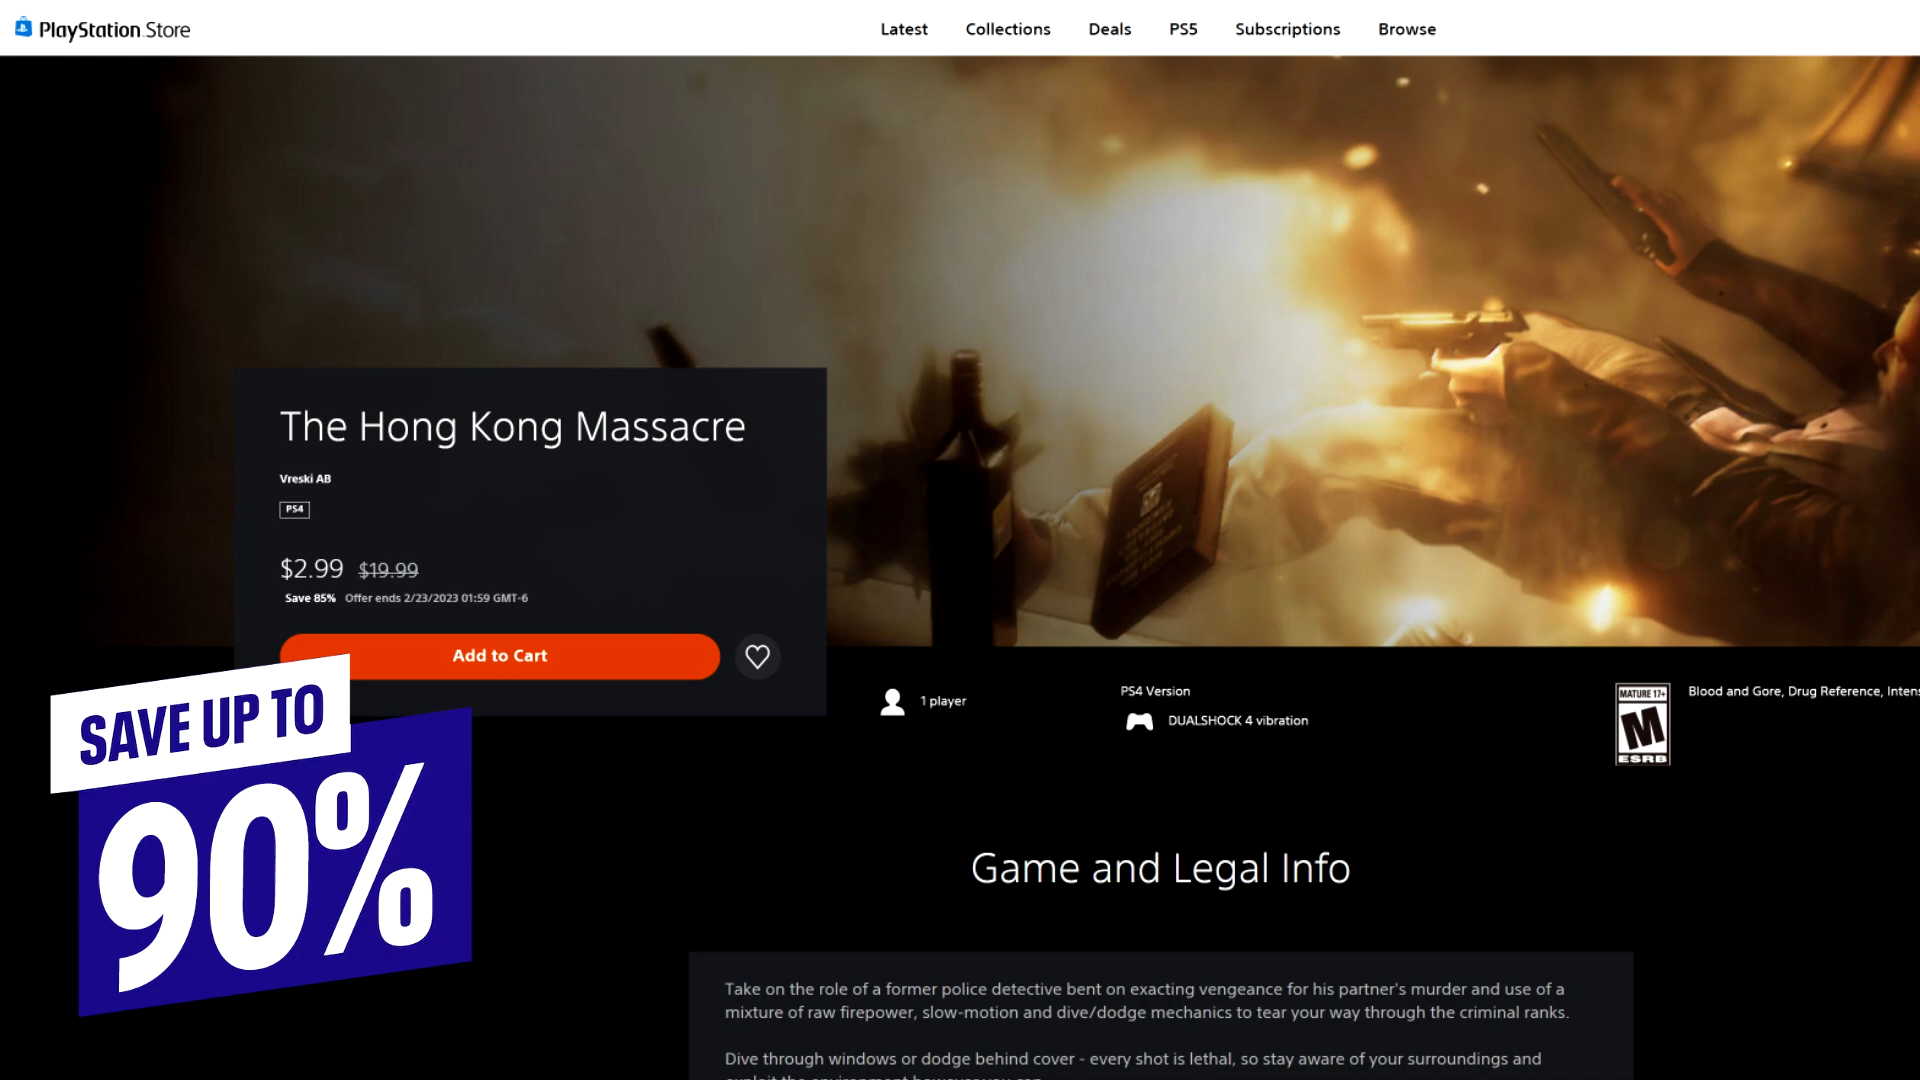 PlayStation Store
Latest Collections Deals PS5 Subscriptions Browse
The Hong Kong Massacre
Vreski AB
PS4
$2.99 $19.99
Save 85% Offer ends 2/23/2023 01:59 GMT-6
Add to Cart
SAVE UP TO
90%
1 player
PS4 Version
DUALSHOCK 4 vibration
MATURE 17+
M
ESRB
Blood and Gore, Drug Reference, Intens
Game and Legal Info
Take on the role of a former police detective bent on exacting vengeance for his partner's murder and use of a
mixture of raw firepower, slow-motion and dive/dodge mechanics to tear your way through the criminal ranks.
Dive through windows or dodge behind cover - every shot is lethal, so stay aware of your surroundings and